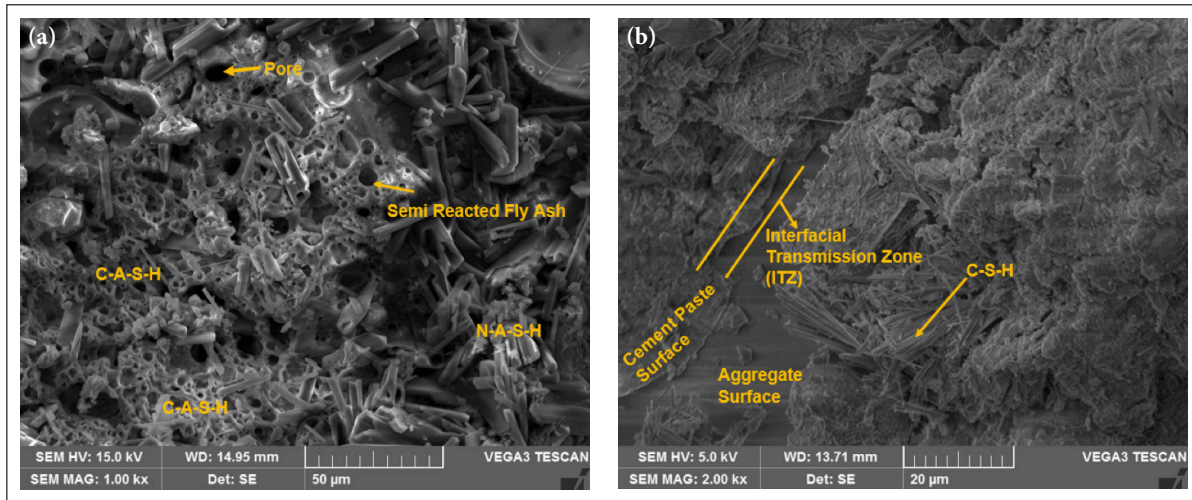 (a)
Pore
Semi Reacted Fly Ash
C-A-S-H
N-A-S-H
C-A-S-H
SEM HV: 15.0 kV
WD: 14.95 mm
VEGA3 TESCAN
SEM MAG: 1.00 kx
Det: SE
50 µm
(b)
Interfacial
Transmission Zone
(ITZ)
C-S-H
Cement Paste
Surface
Aggregate
Surface
SEM HV: 5.0 kV
WD: 13.71 mm
VEGA3 TESCAN
SEM MAG: 2.00 kx
Det: SE
20 µm